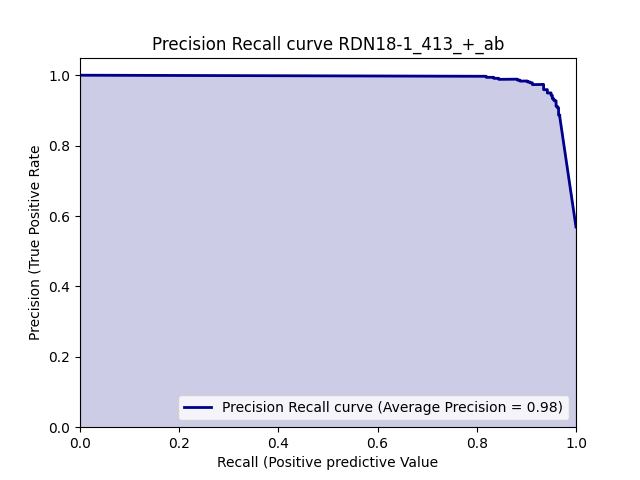 Precision Recall curve RDN18-1_413_+_ab
Precision (True Positive Rate
1.0
0.8
0.6
0.4
0.2
0.0
Precision Recall curve (Average Precision = 0.98)
0.0 0.2 0.4 0.6 0.8 1.0
Recall (Positive predictive Value